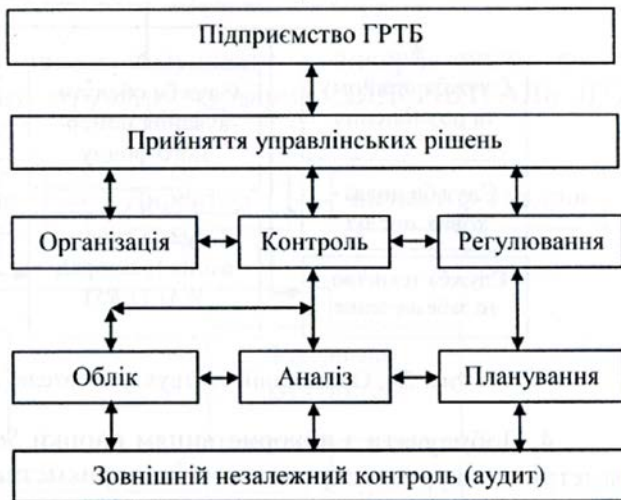 Підприємство ГРТБ
Прийняття управлінських рішень
Організація Контроль Регулювання
Облік Аналіз Планування
Зовнішній незалежний контроль (аудит)